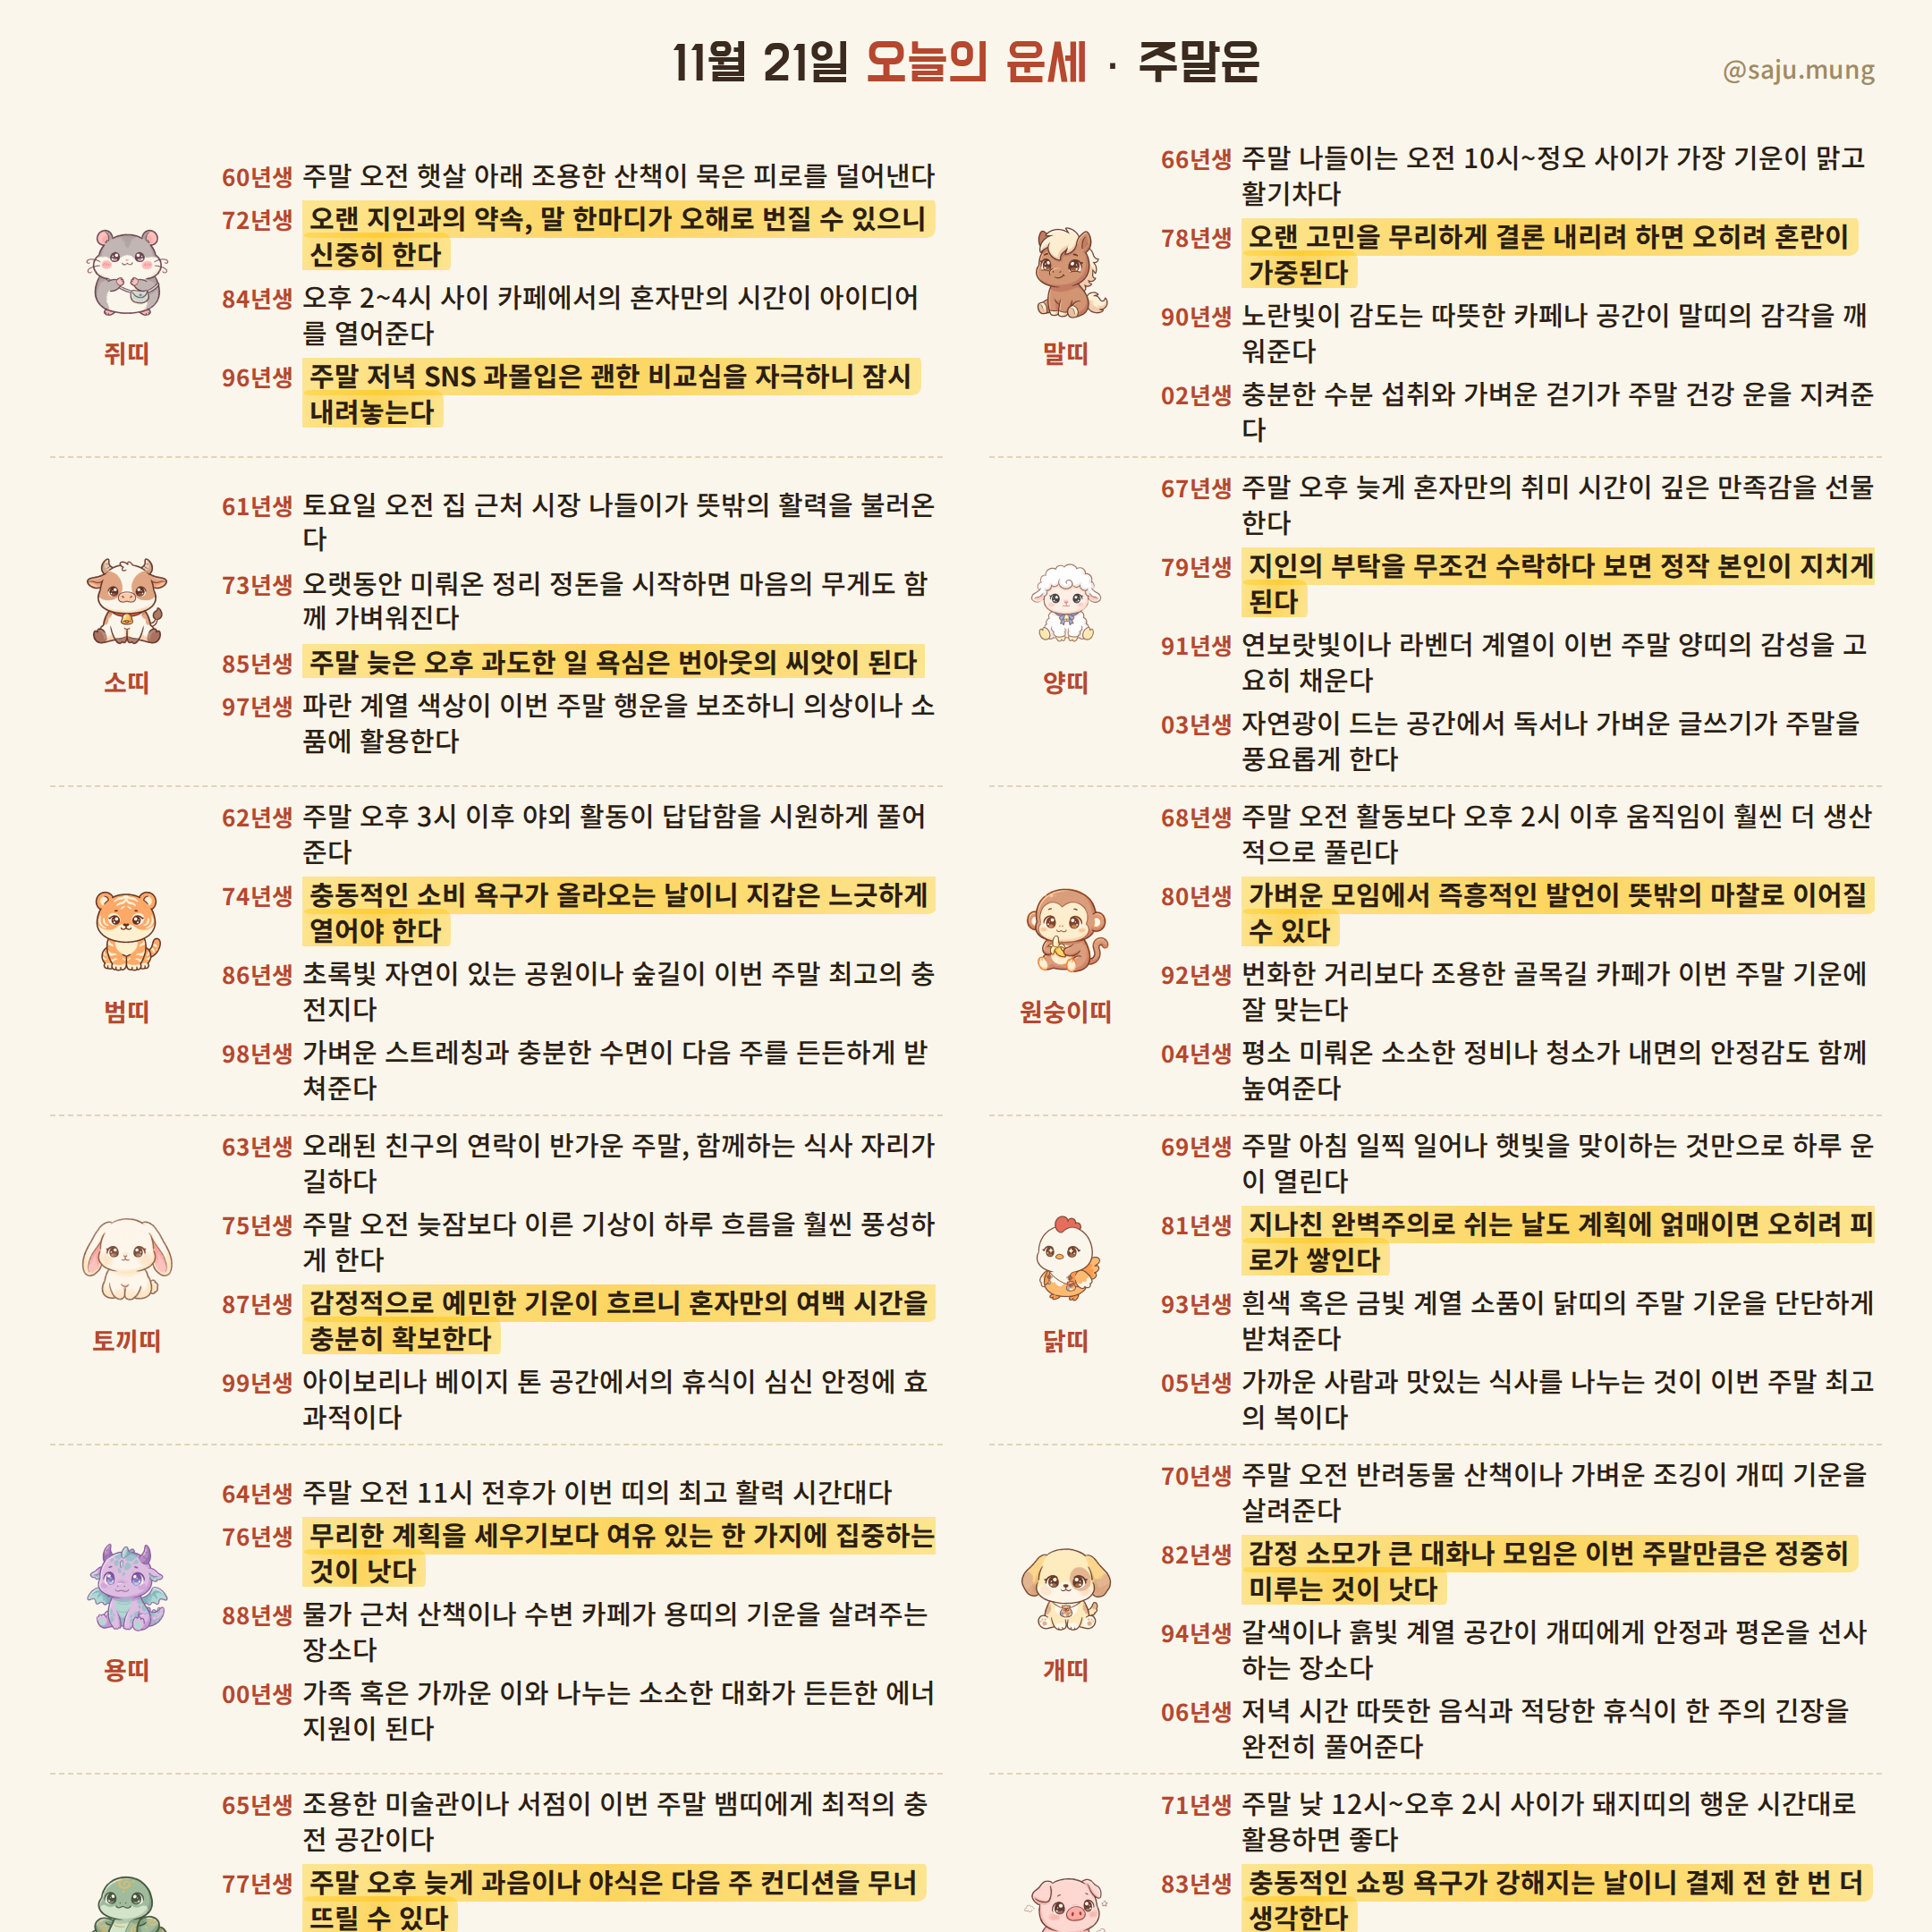 11월 21일 오늘의 운세 · 주말운
@saju.mung
60년생 주말 오전 햇살 아래 조용한 산책이 묵은 피로를 덜어낸다
72년생 오랜 지인과의 약속, 말 한마디가 오해로 번질 수 있으니
신중히 한다
84년생 오후 2~4시 사이 카페에서의 혼자만의 시간이 아이디어
를 열어준다
96년생 주말 저녁 SNS 과몰입은 괜한 비교심을 자극하니 잠시
내려놓는다
쥐띠
61년생 토요일 오전 집 근처 시장 나들이가 뜻밖의 활력을 불러온
다
73년생 오랫동안 미뤄온 정리 정돈을 시작하면 마음의 무게도 함
께 가벼워진다
85년생 주말 늦은 오후 과도한 일 욕심은 번아웃의 씨앗이 된다
97년생 파란 계열 색상이 이번 주말 행운을 보조하니 의상이나 소
품에 활용한다
소띠
62년생 주말 오후 3시 이후 야외 활동이 답답함을 시원하게 풀어
준다
74년생 충동적인 소비 욕구가 올라오는 날이니 지갑은 느긋하게
열어야 한다
86년생 초록빛 자연이 있는 공원이나 숲길이 이번 주말 최고의 충
전지다
98년생 가벼운 스트레칭과 충분한 수면이 다음 주를 든든하게 받
쳐준다
범띠
63년생 오래된 친구의 연락이 반가운 주말, 함께하는 식사 자리가
길하다
75년생 주말 오전 늦잠보다 이른 기상이 하루 흐름을 훨씬 풍성하
게 한다
87년생 감정적으로 예민한 기운이 흐르니 혼자만의 여백 시간을
충분히 확보한다
99년생 아이보리나 베이지 톤 공간에서의 휴식이 심신 안정에 효
과적이다
토끼띠
64년생 주말 오전 11시 전후가 이번 띠의 최고 활력 시간대다
76년생 무리한 계획을 세우기보다 여유 있는 한 가지에 집중하는
것이 낫다
88년생 물가 근처 산책이나 수변 카페가 용띠의 기운을 살려주는
장소다
00년생 가족 혹은 가까운 이와 나누는 소소한 대화가 든든한 에너
지원이 된다
용띠
65년생 조용한 미술관이나 서점이 이번 주말 뱀띠에게 최적의 충
전 공간이다
77년생 주말 오후 늦게 과음이나 야식은 다음 주 컨디션을 무너
뜨릴 수 있다
66년생 주말 나들이는 오전 10시~정오 사이가 가장 기운이 맑고
활기차다
78년생 오랜 고민을 무리하게 결론 내리려 하면 오히려 혼란이
가중된다
90년생 노란빛이 감도는 따뜻한 카페나 공간이 말띠의 감각을 깨
워준다
02년생 충분한 수분 섭취와 가벼운 걷기가 주말 건강 운을 지켜준
다
말띠
67년생 주말 오후 늦게 혼자만의 취미 시간이 깊은 만족감을 선물
한다
79년생 지인의 부탁을 무조건 수락하다 보면 정작 본인이 지치게
된다
91년생 연보랏빛이나 라벤더 계열이 이번 주말 양띠의 감성을 고
요히 채운다
03년생 자연광이 드는 공간에서 독서나 가벼운 글쓰기가 주말을
풍요롭게 한다
양띠
68년생 주말 오전 활동보다 오후 2시 이후 움직임이 훨씬 더 생산
적으로 풀린다
80년생 가벼운 모임에서 즉흥적인 발언이 뜻밖의 마찰로 이어질
수 있다
92년생 번화한 거리보다 조용한 골목길 카페가 이번 주말 기운에
잘 맞는다
04년생 평소 미뤄온 소소한 정비나 청소가 내면의 안정감도 함께
높여준다
원숭이띠
69년생 주말 아침 일찍 일어나 햇빛을 맞이하는 것만으로 하루 운
이 열린다
81년생 지나친 완벽주의로 쉬는 날도 계획에 얽매이면 오히려 피
로가 쌓인다
93년생 흰색 혹은 금빛 계열 소품이 닭띠의 주말 기운을 단단하게
받쳐준다
05년생 가까운 사람과 맛있는 식사를 나누는 것이 이번 주말 최고
의 복이다
닭띠
70년생 주말 오전 반려동물 산책이나 가벼운 조깅이 개띠 기운을
살려준다
82년생 감정 소모가 큰 대화나 모임은 이번 주말만큼은 정중히
미루는 것이 낫다
94년생 갈색이나 흙빛 계열 공간이 개띠에게 안정과 평온을 선사
하는 장소다
06년생 저녁 시간 따뜻한 음식과 적당한 휴식이 한 주의 긴장을
완전히 풀어준다
개띠
71년생 주말 낮 12시~오후 2시 사이가 돼지띠의 행운 시간대로
활용하면 좋다
83년생 충동적인 쇼핑 욕구가 강해지는 날이니 결제 전 한 번 더
생각한다